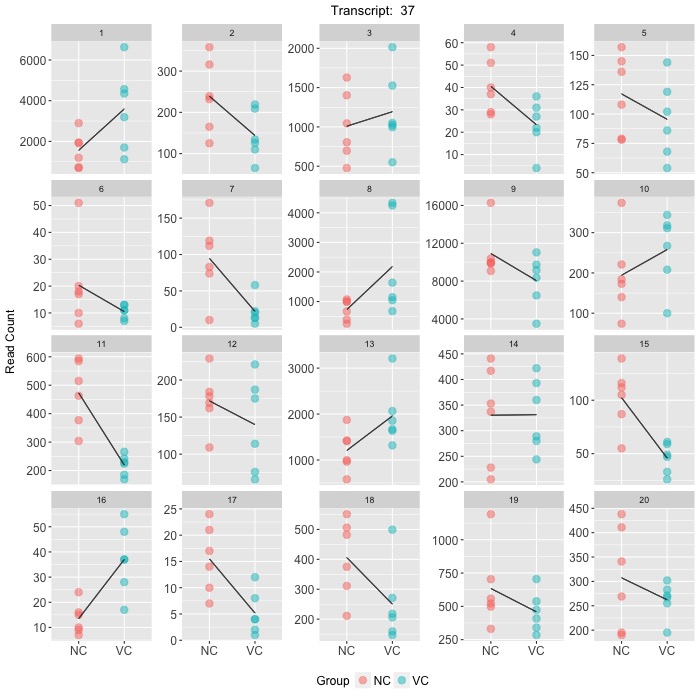 Transcript: 37
1 2 3 4 5
6000 4000 2000
300 200 100
2000 1500 1000 500
60 50 40 30 20 10
150 125 100 75 50
6 7 8 9 10
50 40 30 20 10
150 100 50 0
4000 3000 2000 1000
16000 12000 8000 4000
300 200 100
Read Count
11 12 13 14 15
600 500 400 300 200
200 150 100
3000 2000 1000
450 400 350 300 250 200
100 50
16 17 18 19 20
50 40 30 20 10
25 20 15 10 5 0
500 400 300 200
1000 750 500 250
450 400 350 300 250 200
NC VC NC VC NC VC NC VC NC VC
Group NC VC